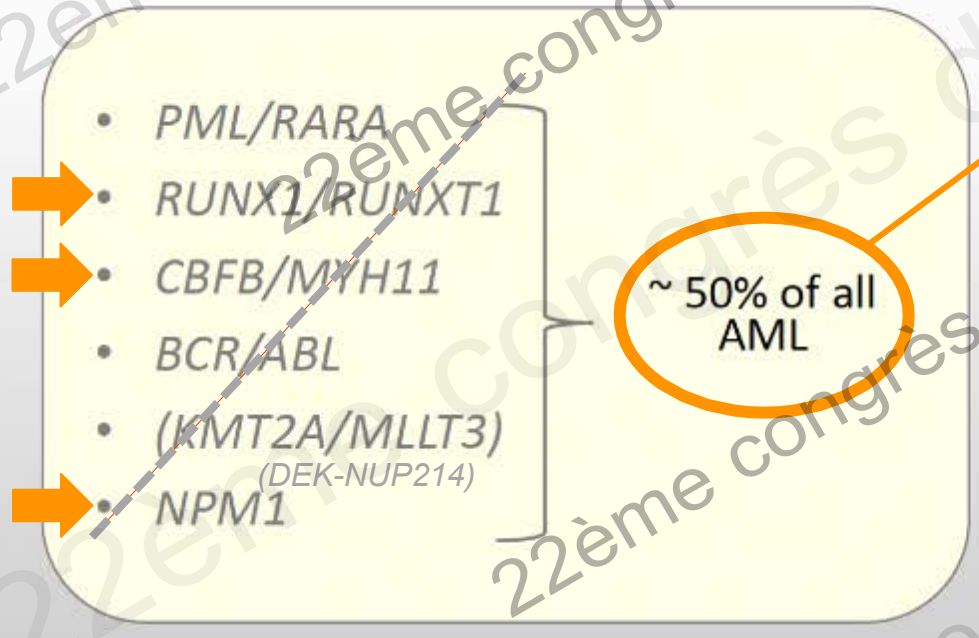 22ème congrès
• PML/RARA
• RUNX1/RUNXT1
• CBFB/MYH11
• BCR/ABL
• (KMT2A/MLLT3)
(DEK-NUP214)
• NPM1
~ 50% of all
AML
22ème congrès
22ème congrès d
22èm